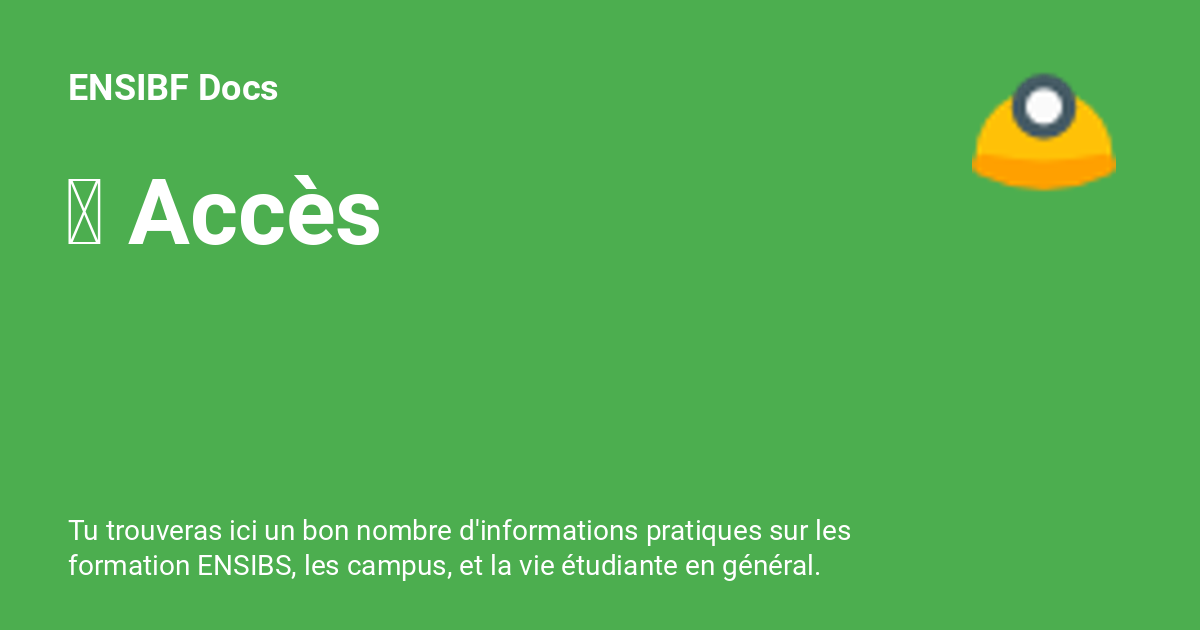 ENSIBF Docs
Accès
Tu trouveras ici un bon nombre d'informations pratiques sur les
formation ENSIBS, les campus, et la vie étudiante en général.